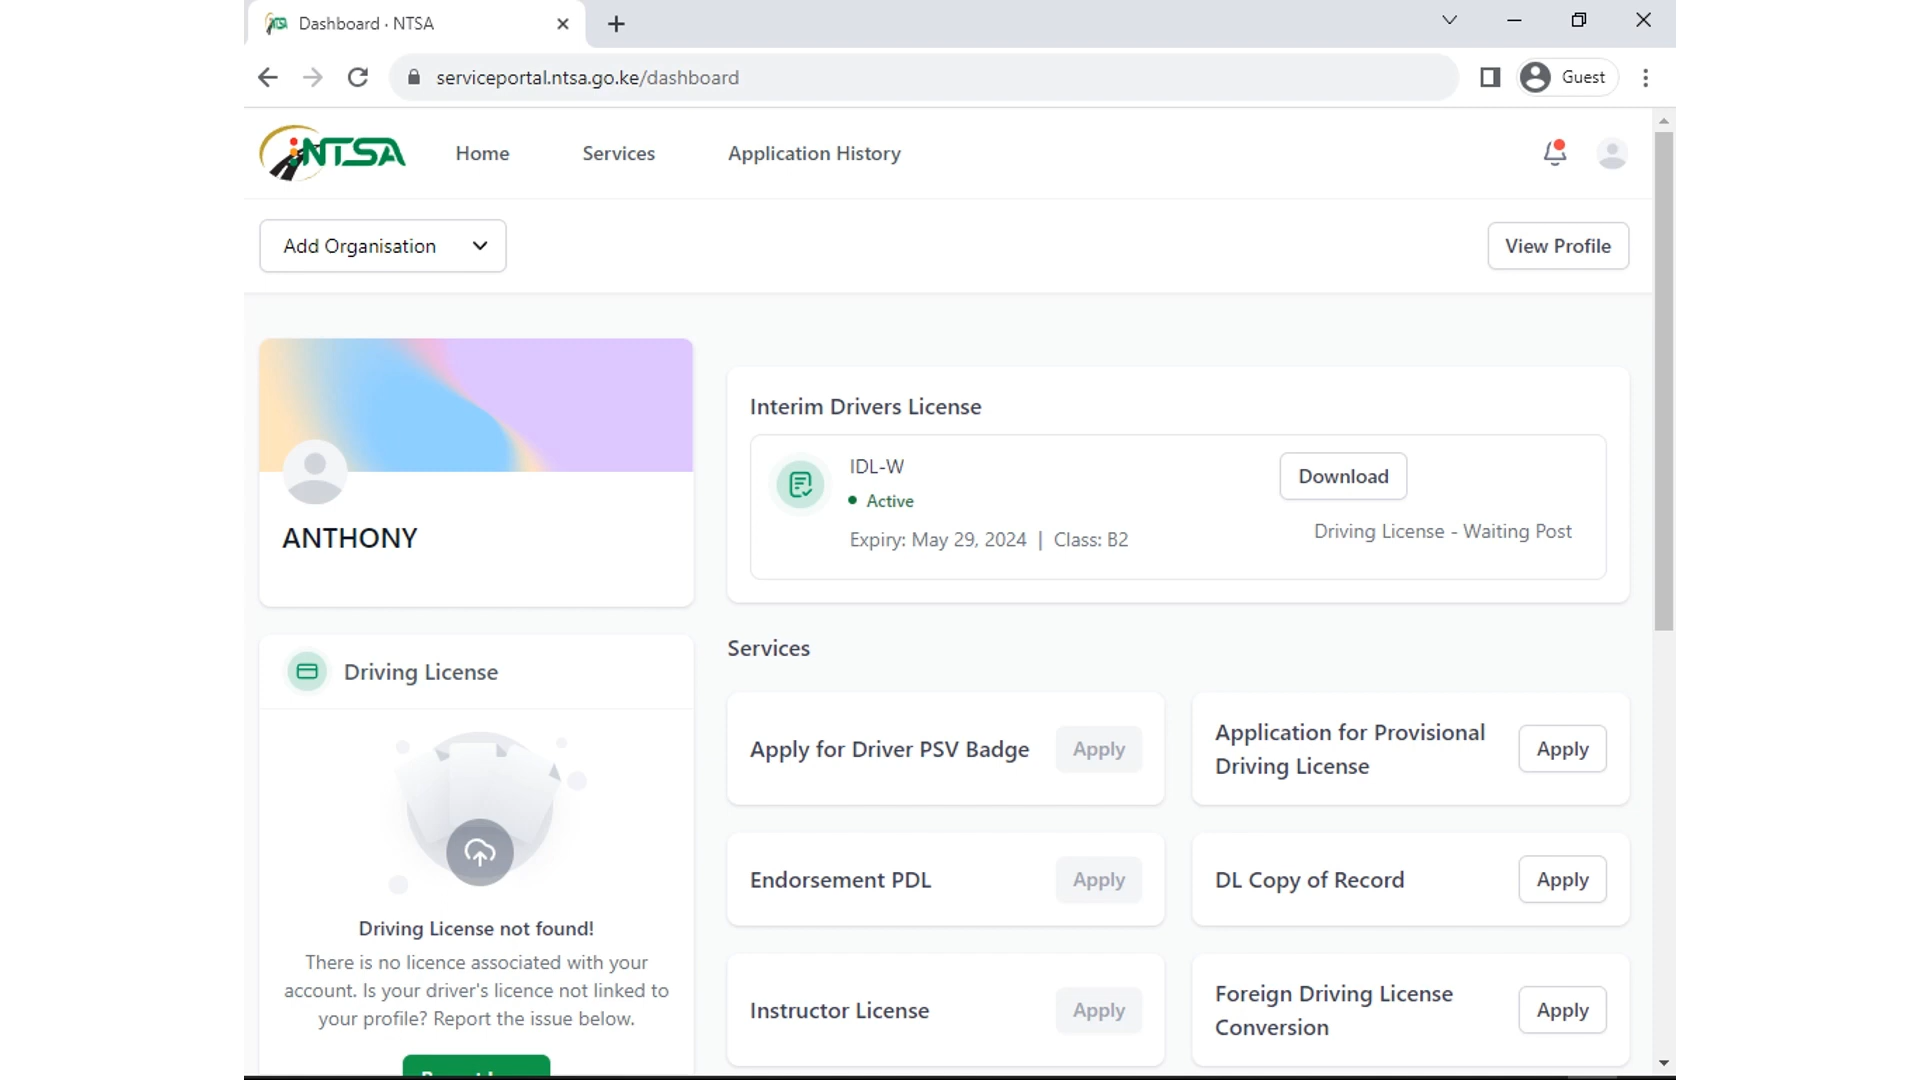 Dashboard · NTSA
serviceportal.ntsa.go.ke/dashboard
Guest
NTSA
Home
Services
Application History
Add Organisation
View Profile
ANTHONY
Interim Drivers License
IDL-W
Active
Expiry: May 29, 2024 | Class: B2
Download
Driving License - Waiting Post
Driving License
Driving License not found!
There is no licence associated with your
account. Is your driver's licence not linked to
your profile? Report the issue below.
Services
Apply for Driver PSV Badge
Apply
Application for Provisional
Driving License
Apply
Endorsement PDL
Apply
DL Copy of Record
Apply
Instructor License
Apply
Foreign Driving License
Conversion
Apply